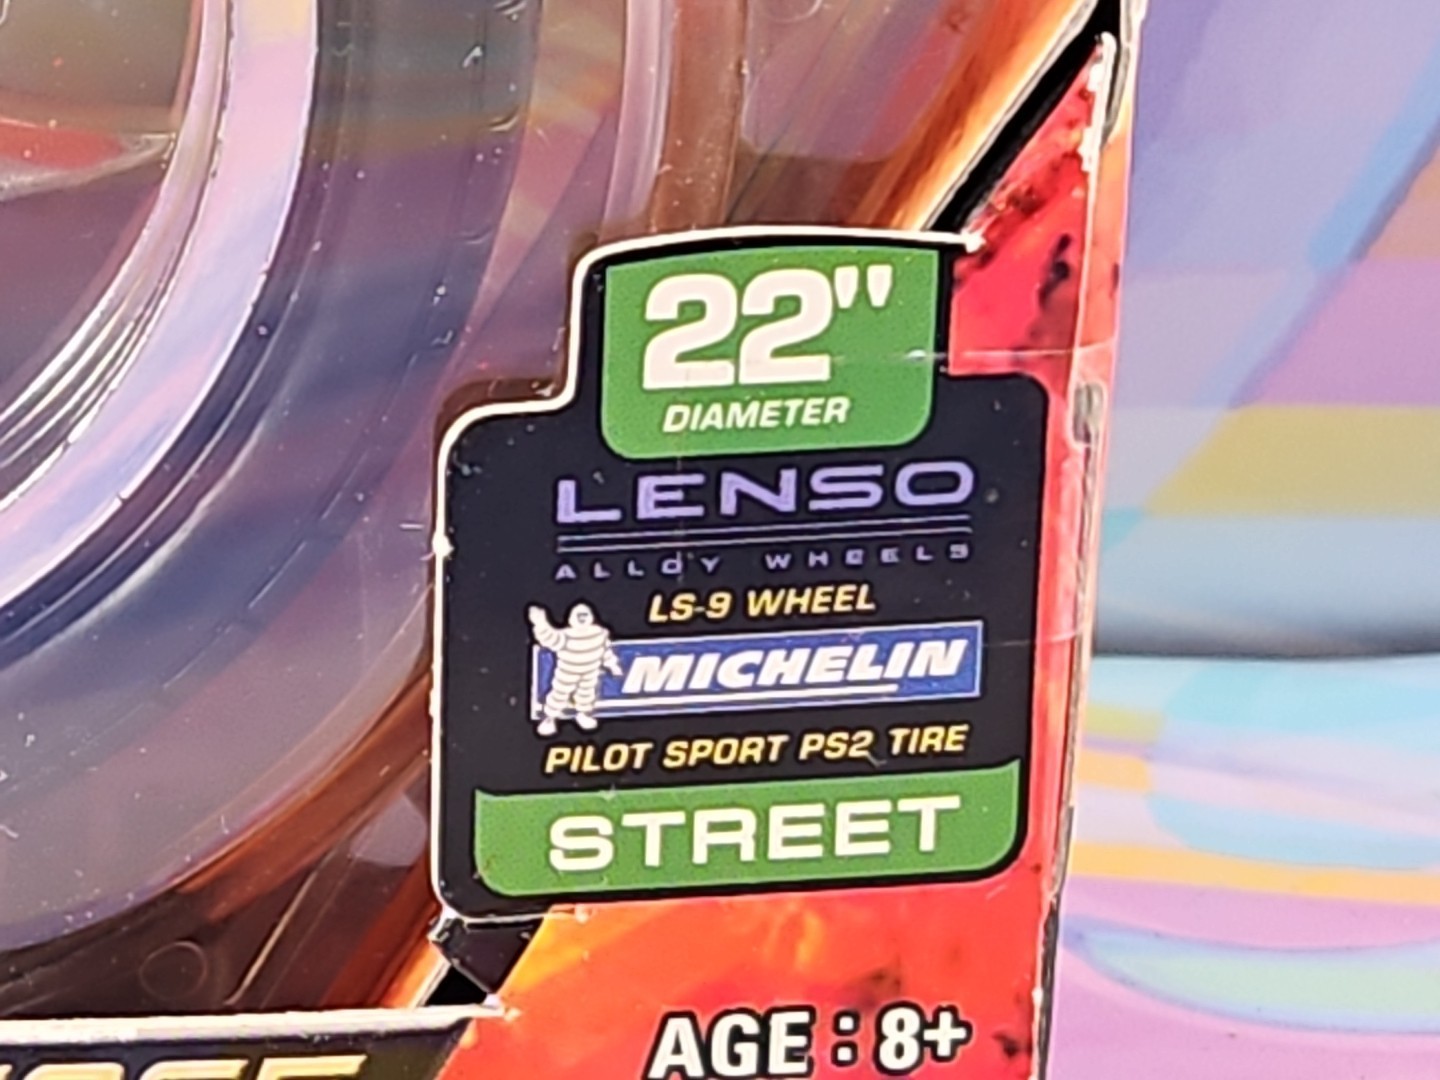 22"
DIAMETER
LENSO
ALLOY WHEELS
LS-9 WHEEL
MICHELIN
PILOT SPORT PS2 TIRE
STREET
AGE : 8+